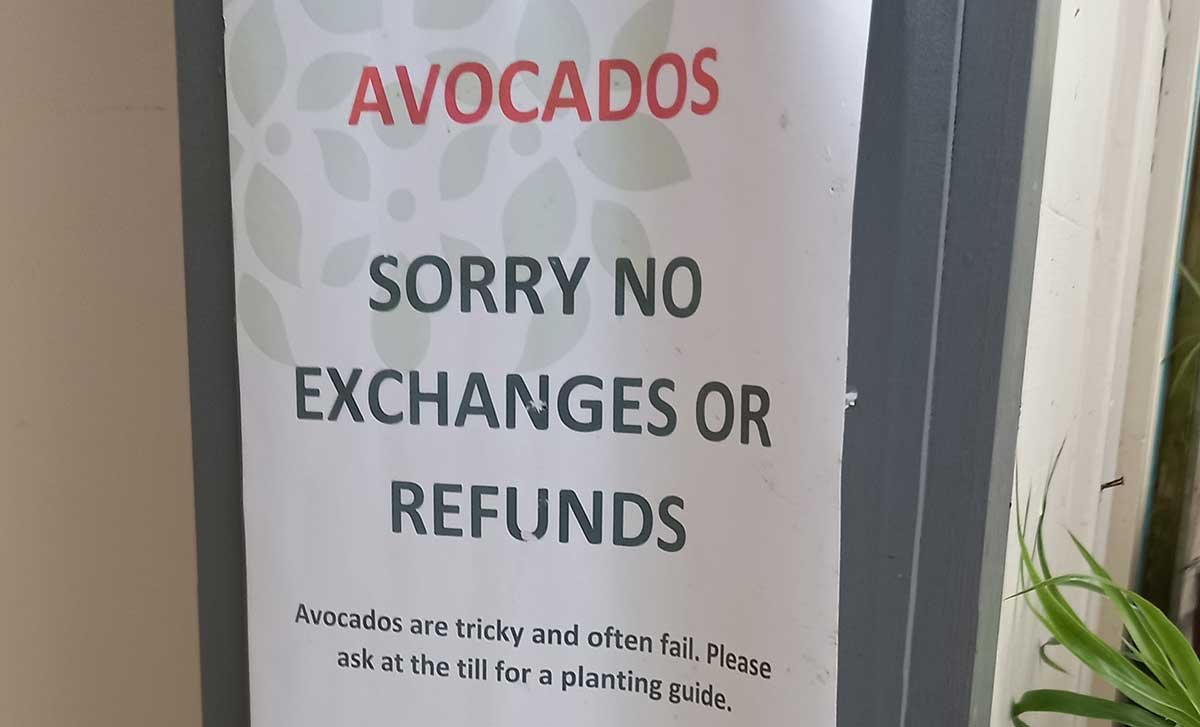 AVOCADOS
SORRY NO
EXCHANGES OR
REFUNDS
Avocados are tricky and often fail. Please
ask at the till for a planting guide.